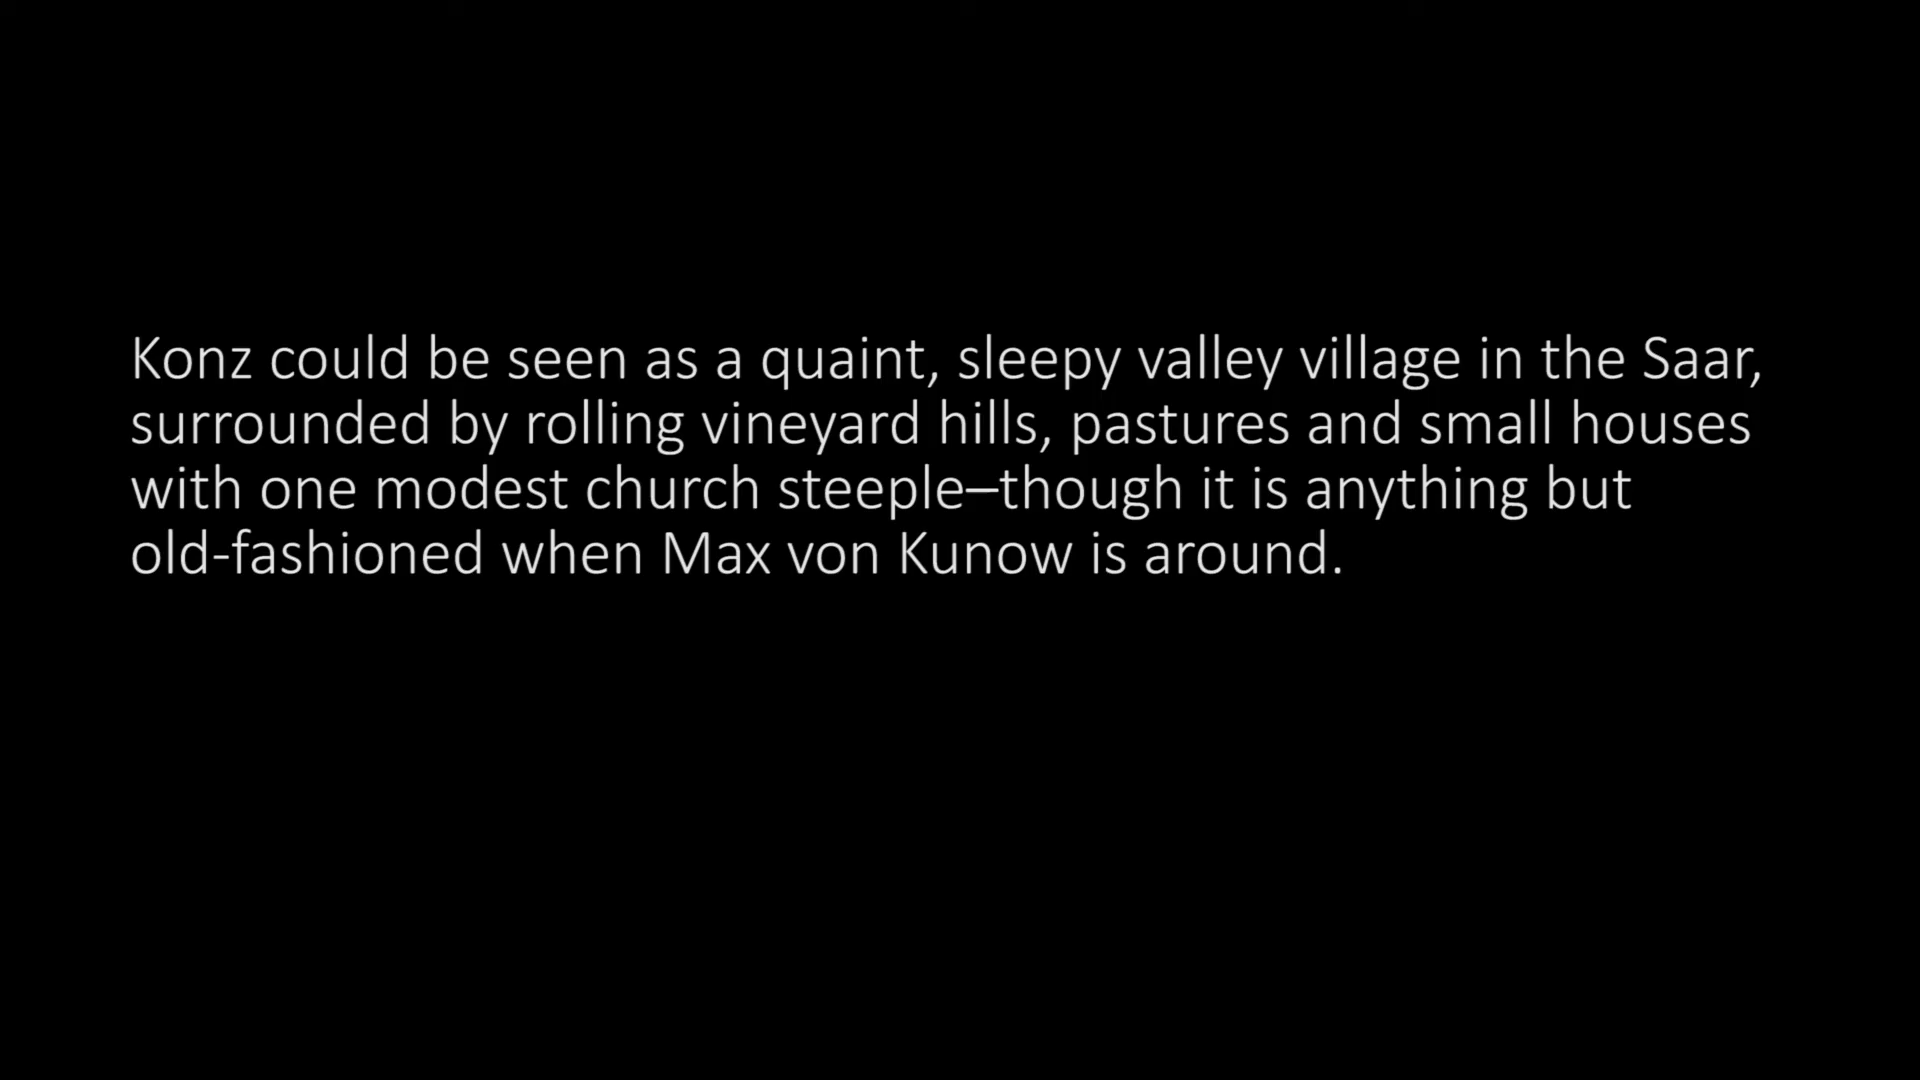 Konz could be seen as a quaint, sleepy valley village in the Saar,
surrounded by rolling vineyard hills, pastures and small houses
with one modest church steeple–though it is anything but
old-fashioned when Max von Kunow is around.